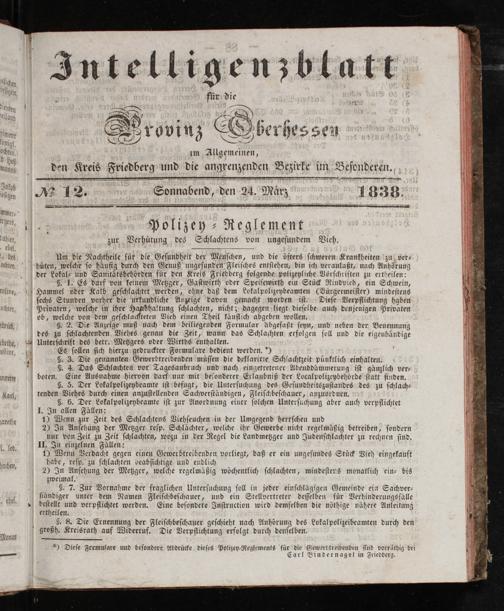 Intelligenzblatt
für die
Provinz Oberhessen
im Allgemeinen,
den Kreis Friedberg und die angrenzenden Bezirke im Besonderen.
№ 12. Sonnabend, den 24. März 1838.
Polizey-Reglement
zur Verhütung des Schlachtens von ungesundem Vieh.
Um die Nachtheile für die Gesundheit der Menschen, und die öfters schweren Krankheiten zu ver-
hüten, welche so häufig durch den Genuß ungesunden Fleisches entstehen, bin ich veranlaßt, nach Anhörung
der Lokal- und Sanitätsbehörden für den Kreis Friedberg folgende polizeyliche Vorschriften zu ertheilen:
§. 1. Es darf von keinem Metzger, Gastwirth oder Speisewirth ein Stück Rindvieh, ein Schwein,
Hammel oder Kalb geschlachtet werden, ohne daß dem Lokalpolizeybeamten (Bürgermeister) mindestens
sechs Stunden vorher die urkundliche Anzeige davon gemacht worden ist. Diese Verpflichtung haben
Privaten, welche in ihr Haushaltung schlachten, nicht; dagegen liegt dieselbe auch denjenigen Privaten
ob, welche von dem geschlachteten Vieh einen Theil käuflich abgeben wollen.
§. 2. Die Anzeige muß nach dem beiliegenden Formular abgefaßt seyn, und neben der Benennung
des zu schlachtenden Viehes genau die Zeit, wann das Schlachten erfolgen soll und die eigenhändige
Unterschrift des betr. Metzgers oder Wirths enthalten.
Es sollen sich hierzu gedruckter Formulare bedient werden.*)
§. 3. Die genannten Gewerbtreibenden müssen die deklarirte Schlachtzeit pünktlich einhalten.
§. 4. Das Schlachten vor Tagesanbruch und nach eingetretener Abenddämmerung ist gänzlich ver-
boten. Eine Ausnahme hiervon darf nur mit besonderer Erlaubniß der Localpolizeybehörde statt finden.
§. 5. Der Lokalpolizeybeamte ist befugt, die Untersuchung des Gesundheitszustandes des zu schlach-
tenden Viehes durch einen anzustellenden Sachverständigen, Fleischbeschauer, anzuordnen.
§. 6. Der Lokalpolizeybeamte ist zur Anordnung einer solchen Untersuchung aber auch verpflichtet
I. In allen Fällen:
1) Wenn zur Zeit des Schlachtens Viehseuchen in der Umgegend herrschen und
2) In Ansehung der Metzger resp. Schlächter, welche ihr Gewerbe nicht regelmäßig betreiben, sondern
nur von Zeit zu Zeit schlachten, wozu in der Regel die Landmetzger und Judenschlächter zu rechnen sind.
II. In einzelnen Fällen:
1) Wenn Verdacht gegen einen Gewerbtreibenden vorliegt, daß er ein ungesundes Stück Vieh eingekauft
habe, resp. zu schlachten beabsichtige und endlich
2) In Ansehung der Metzger, welche regelmäßig wöchentlich schlachten, mindestens monatlich ein- bis
zweimal.
§. 7. Zur Vornahme der fraglichen Untersuchung soll in jeder einschlägigen Gemeinde ein Sachver-
ständiger unter dem Namen Fleischbeschauer, und ein Stellvertreter desselben für Verhinderungsfälle
bestellt und verpflichtet werden. Eine besondere Instruction wird demselben die nöthige nähere Anleitung
ertheilen.
§. 8. Die Ernennung der Fleischbeschauer geschieht nach Anhörung des Lokalpolizeibeamten durch den
großh. Kreisrath auf Widerruf. Die Verpflichtung erfolgt durch denselben.
*) Diese Formulare und besondere Abdrücke dieses Polizey-Reglements für die Gewerbtreibenden sind vorräthig bei
Carl Bindernagel in Friedberg.